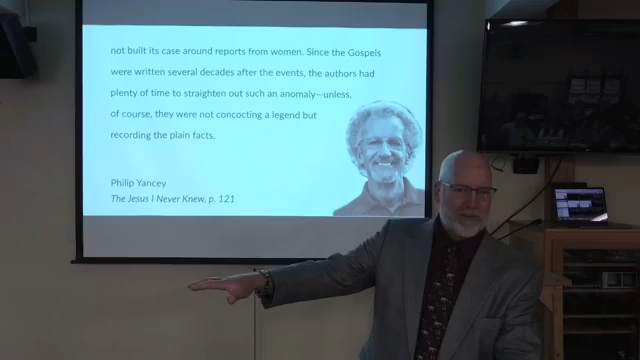 not built its case around reports from women. Since the Gospels
were written several decades after the events, the authors had
plenty of time to straighten out such an anomaly—unless,
of course, they were not concocting a legend but
recording the plain facts.
Philip Yancey
The Jesus I Never Knew, p. 121